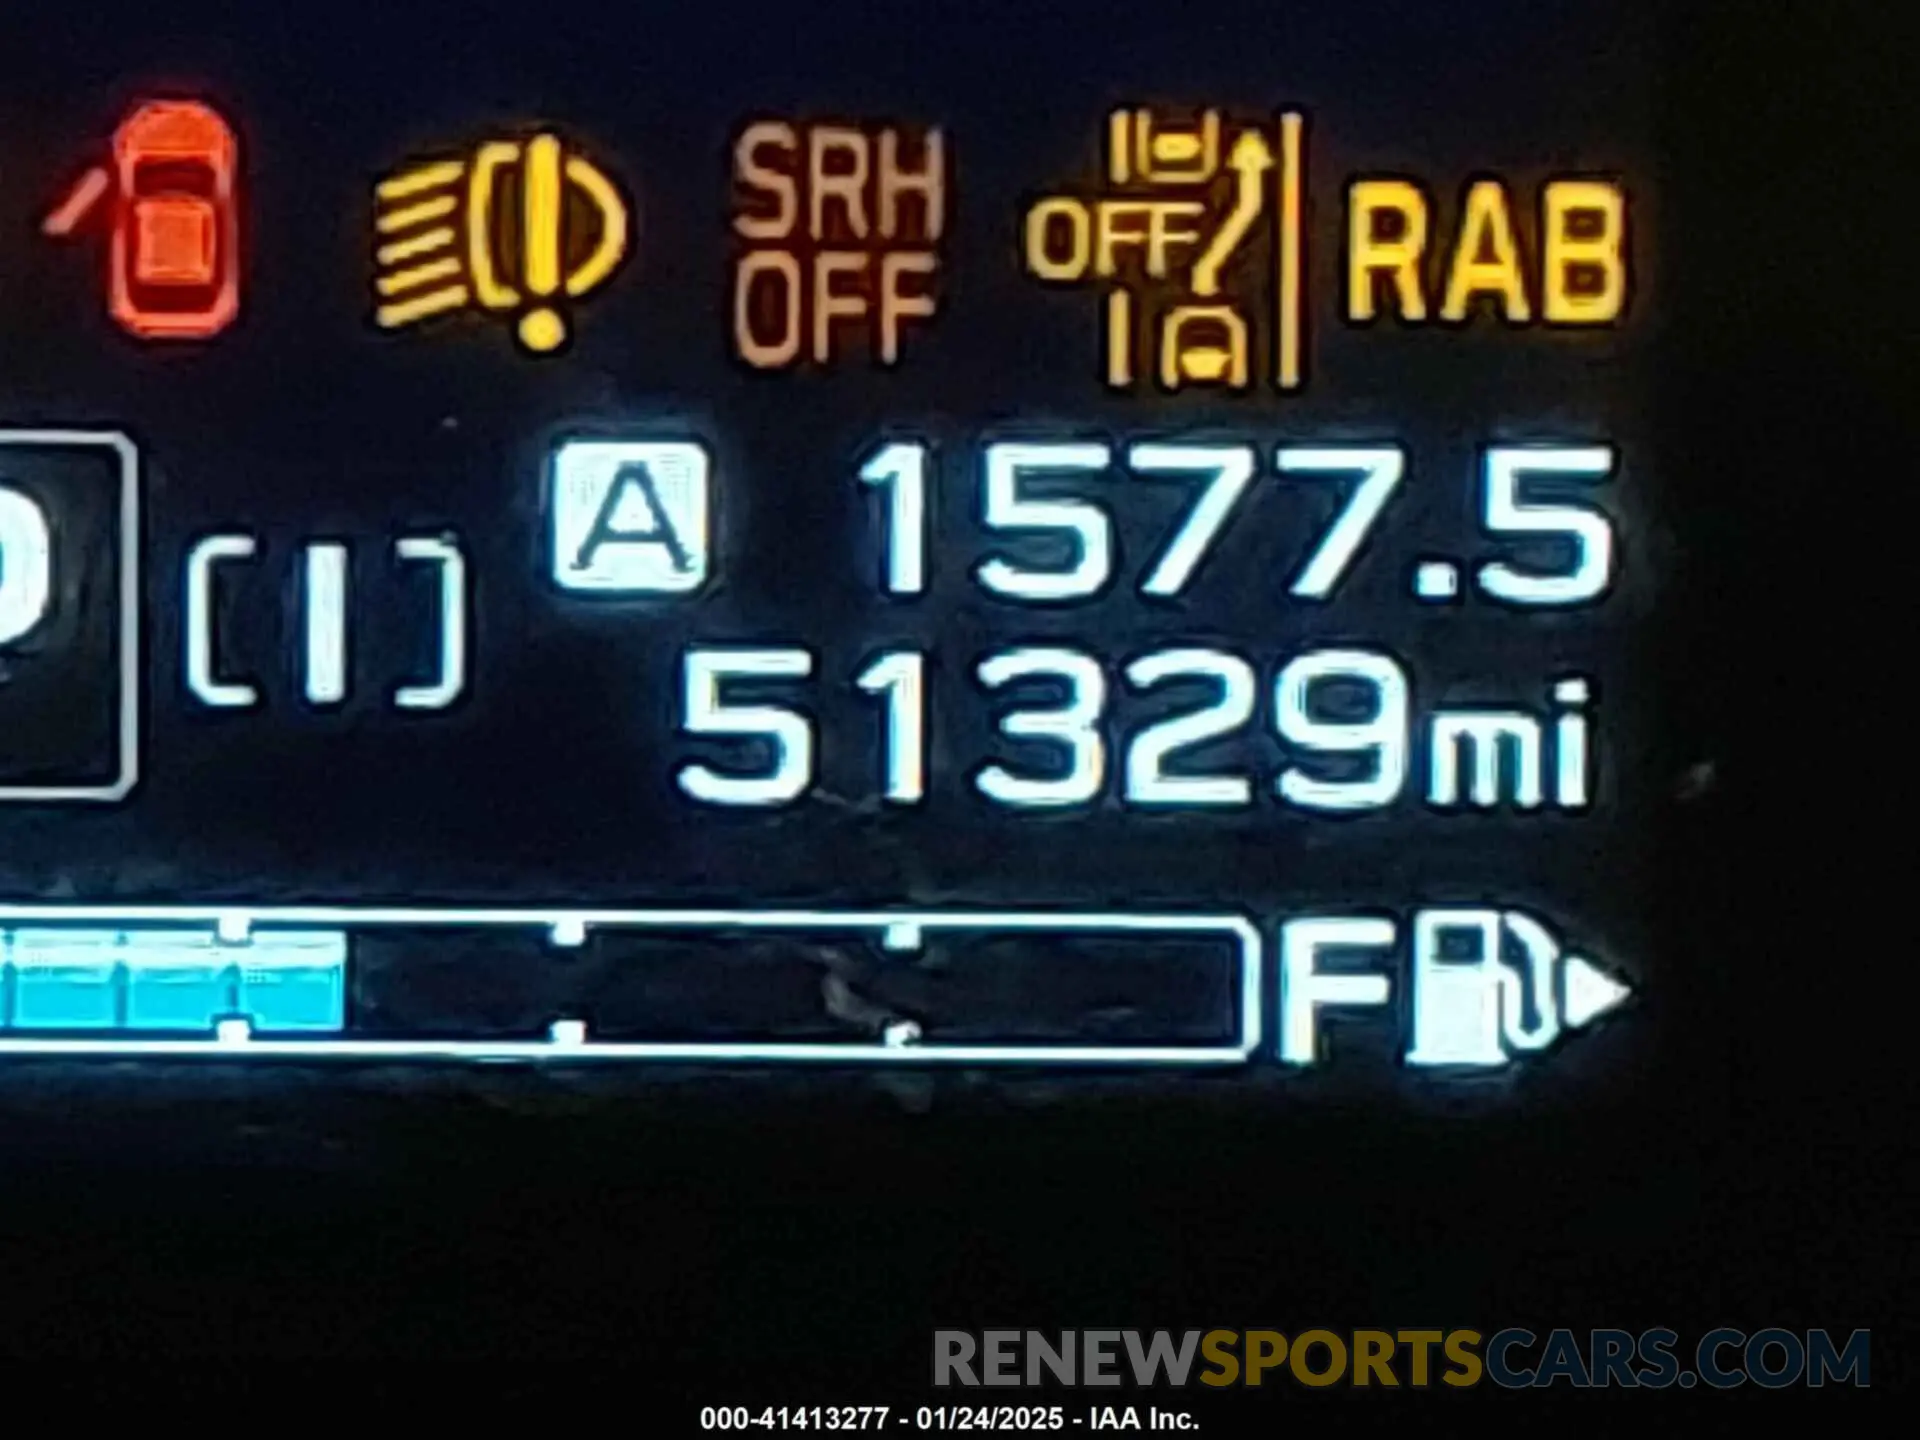 SRH
OFF
OFF
RAB
A 1577.5
[I]
51329mi
F
RENEWSPORTSCARS.COM
000-41413277 - 01/24/2025 - IAA Inc.